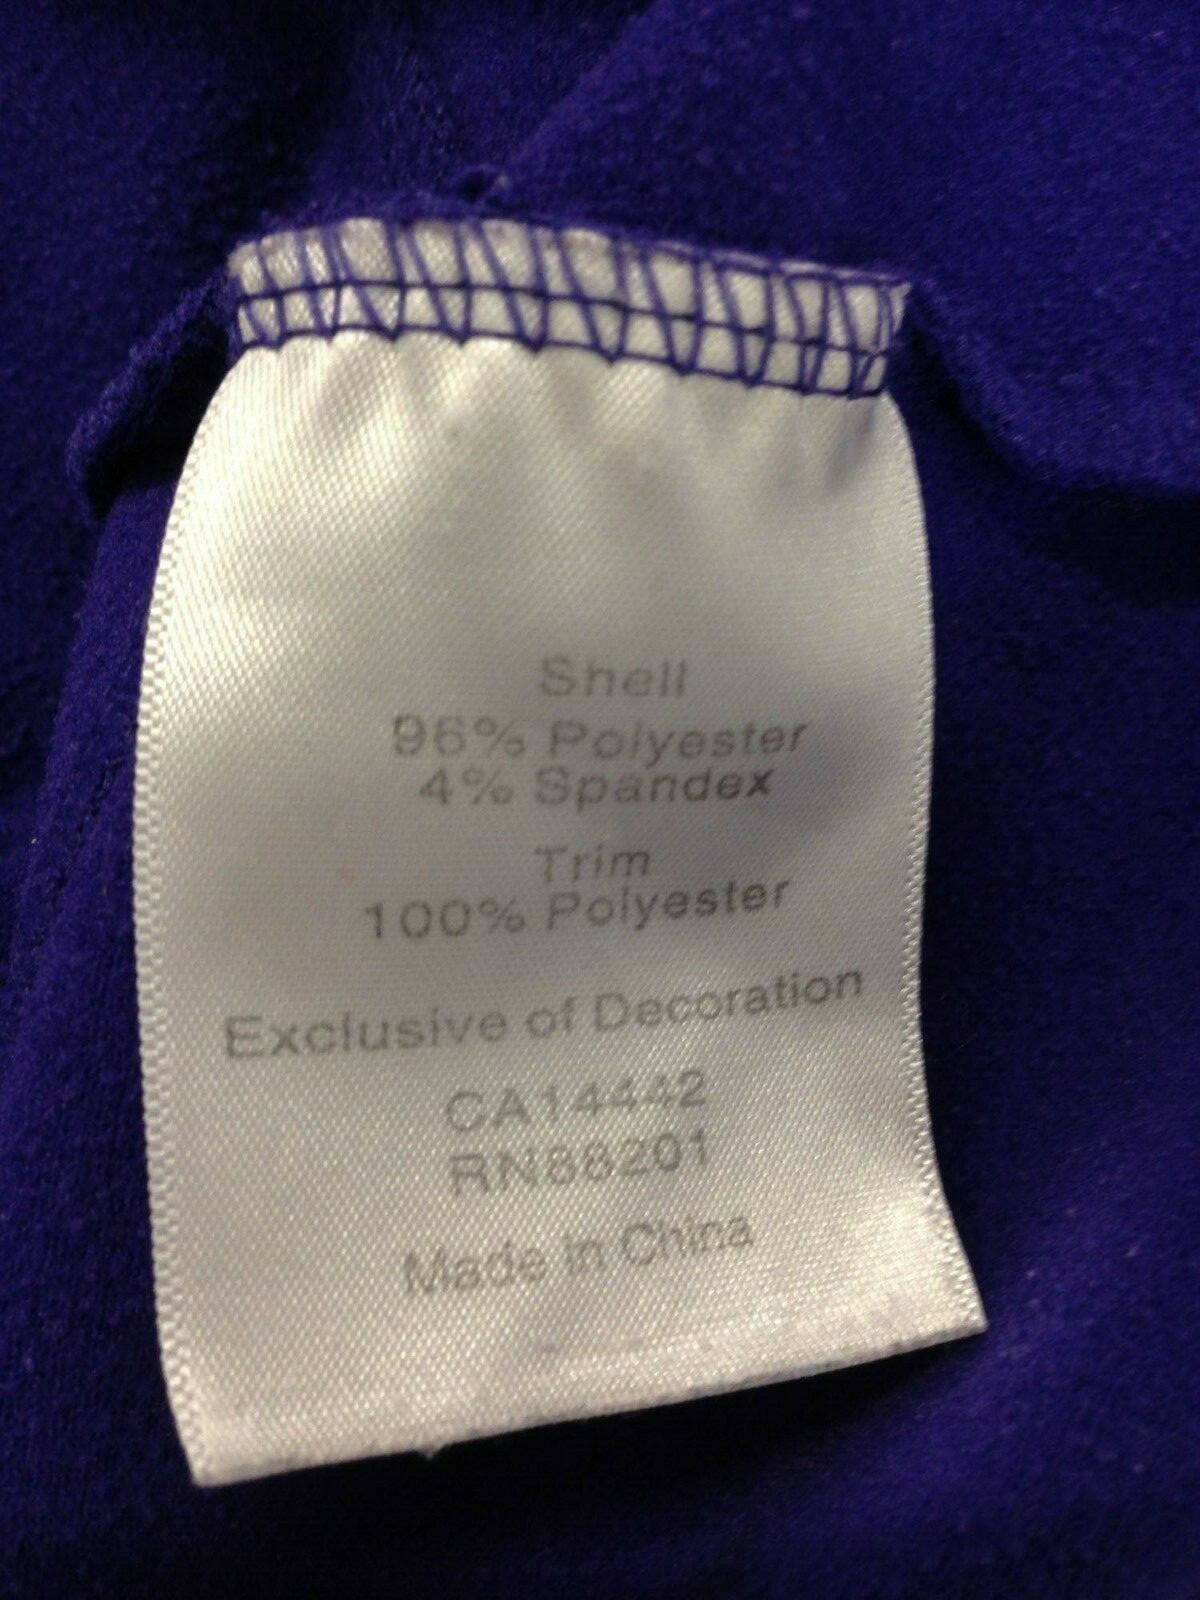 Shell
96% Polyester
4% Spandex
Trim
100% Polyester
Exclusive of Decoration
CA14442
RN88201
Made in China